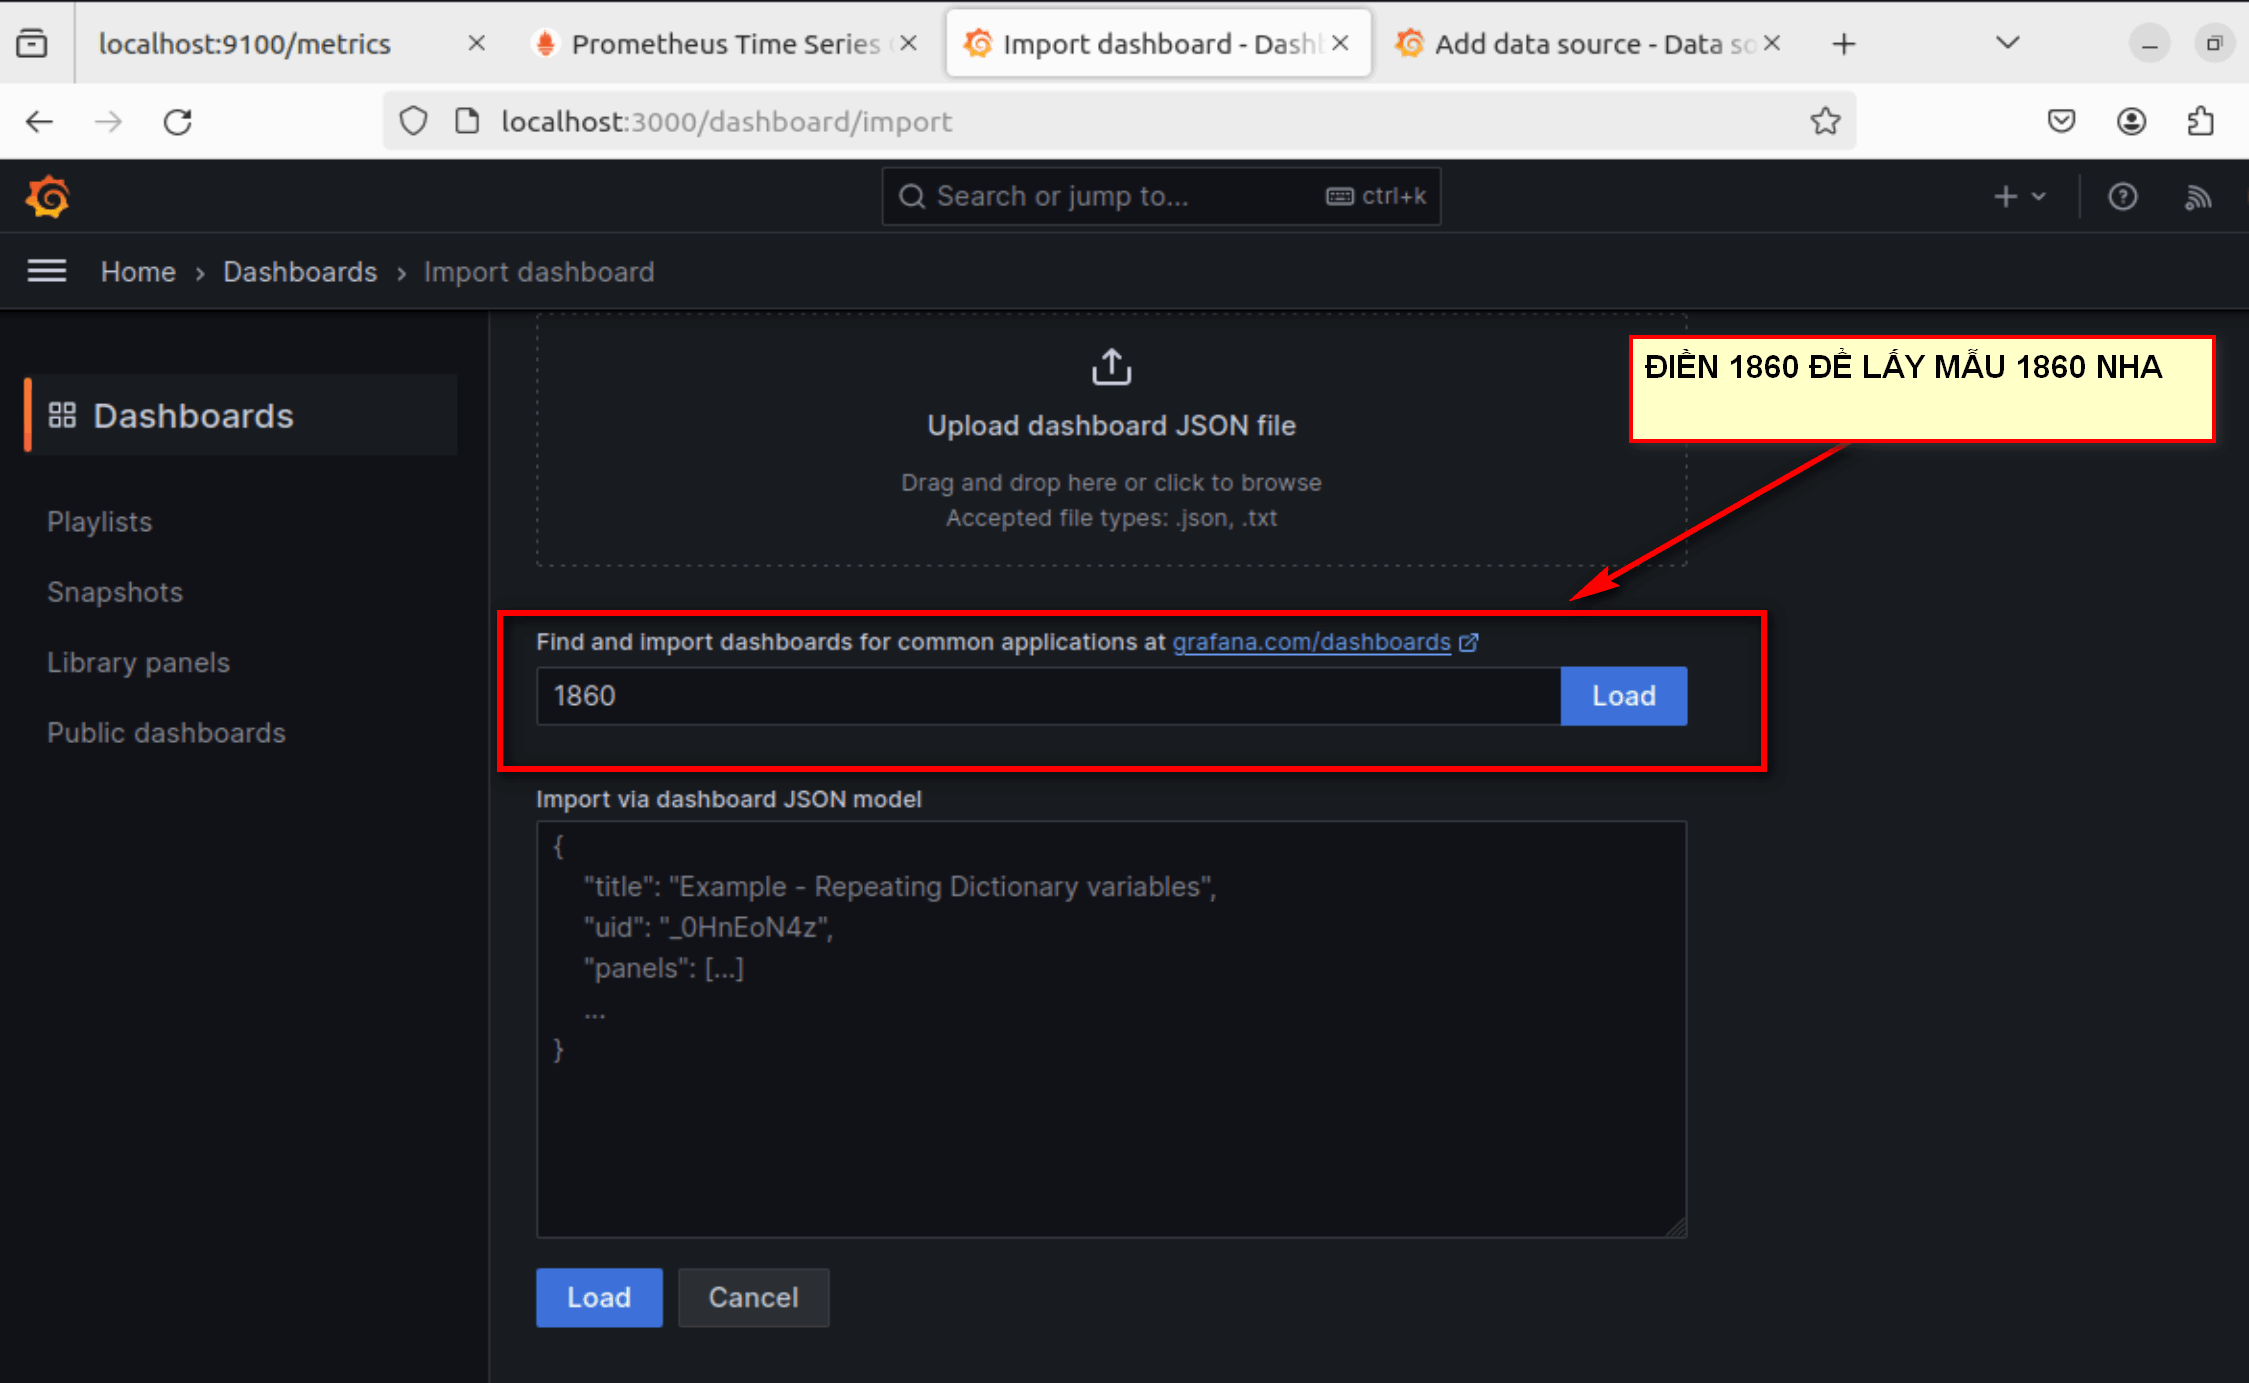 localhost:9100/metrics
Prometheus Time Series
Import dashboard - Dash
Add data source - Data so
localhost:3000/dashboard/import
Search or jump to...
ctrl+k
Home › Dashboards › Import dashboard
Dashboards
Playlists
Snapshots
Library panels
Public dashboards
Upload dashboard JSON file
Drag and drop here or click to browse
Accepted file types: .json, .txt
ĐIỀN 1860 ĐỂ LẤY MẪU 1860 NHA
Find and import dashboards for common applications at grafana.com/dashboards
1860
Load
Import via dashboard JSON model
{
"title": "Example - Repeating Dictionary variables",
"uid": "_0HnEoN4z",
"panels": [...]
...
}
Load
Cancel